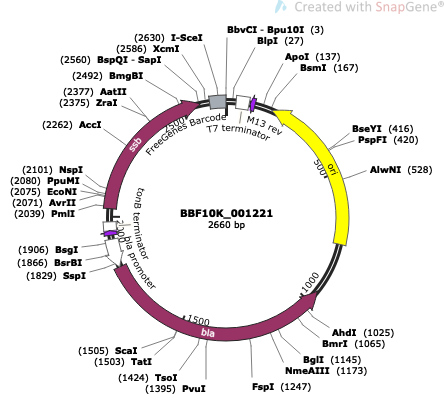 Created with SnapGene®
(2630) I-SceI
(2586) XcmI
(2560) BspQI - SapI
(2492) BmgBI
(2377) AatII
(2375) ZraI
(2262) AccI
(2101) NspI
(2080) PpuMI
(2075) EcoNI
(2071) AvrII
(2039) PmlI
(1906) BsgI
(1866) BsrBI
(1829) SspI
(1505) ScaI
(1503) TatI
(1424) TsoI
(1395) PvuI
BbvCI - Bpu10I (3)
BlpI (27)
ApoI (137)
BsmI (167)
BseYI (416)
PspFI (420)
AlwNI (528)
AhdI (1025)
BmrI (1065)
BglI (1145)
NmeAIII (1173)
FspI (1247)
FreeGenes Barcode
T7 terminator
M13 rev
ori
ssb
tonB terminator
bla promoter
bla
500
1000
1500
2000
2500
BBF10K_001221
2660 bp